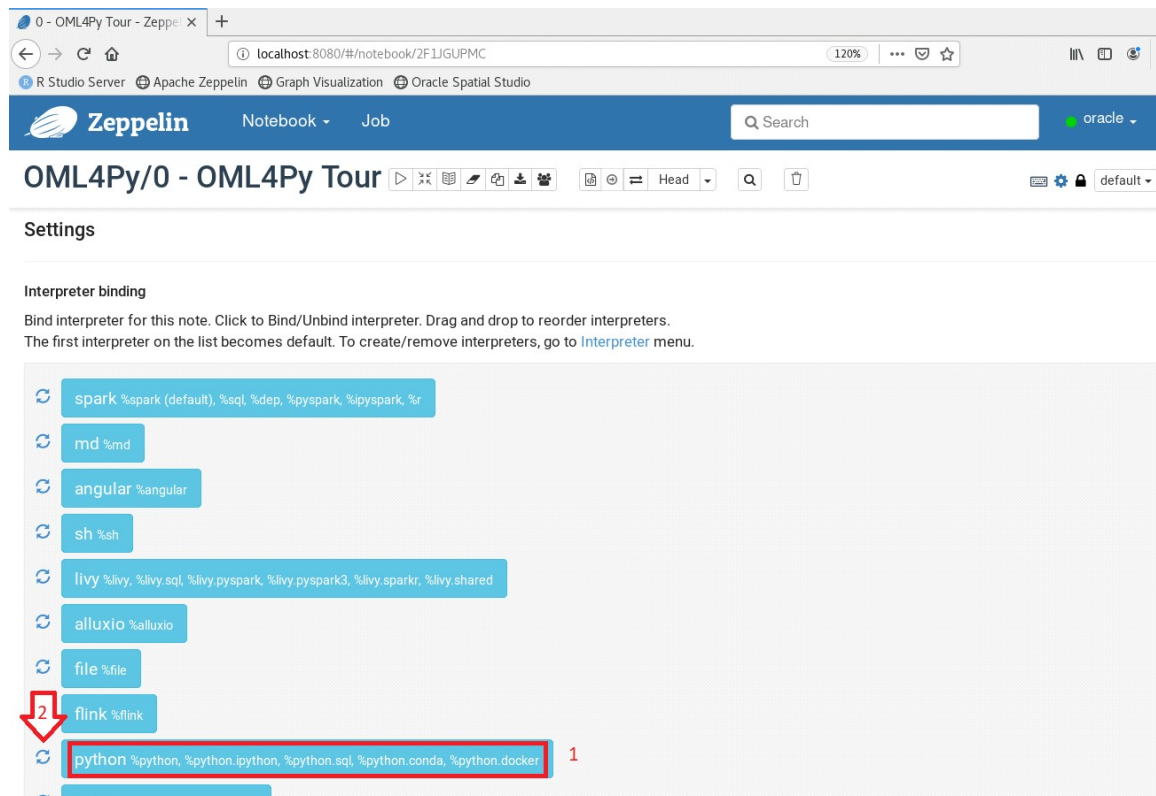 0 - OML4Py Tour - Zeppel
localhost:8080/#/notebook/2F1JGUPMC
120%
R Studio Server Apache Zeppelin Graph Visualization Oracle Spatial Studio
Zeppelin Notebook Job Search oracle
OML4Py/0 - OML4Py Tour Head default
Settings
Interpreter binding
Bind interpreter for this note. Click to Bind/Unbind interpreter. Drag and drop to reorder interpreters.
The first interpreter on the list becomes default. To create/remove interpreters, go to Interpreter menu.
spark %spark (default), %sql, %dep, %pyspark, %ipyspark, %r
md %md
angular %angular
sh %sh
livy %livy, %livy.sql, %livy.pyspark, %livy.pyspark3, %livy.sparkr, %livy.shared
alluxio %alluxio
file %file
2 flink %flink
python %python, %python.ipython, %python.sql, %python.conda, %python.docker 1